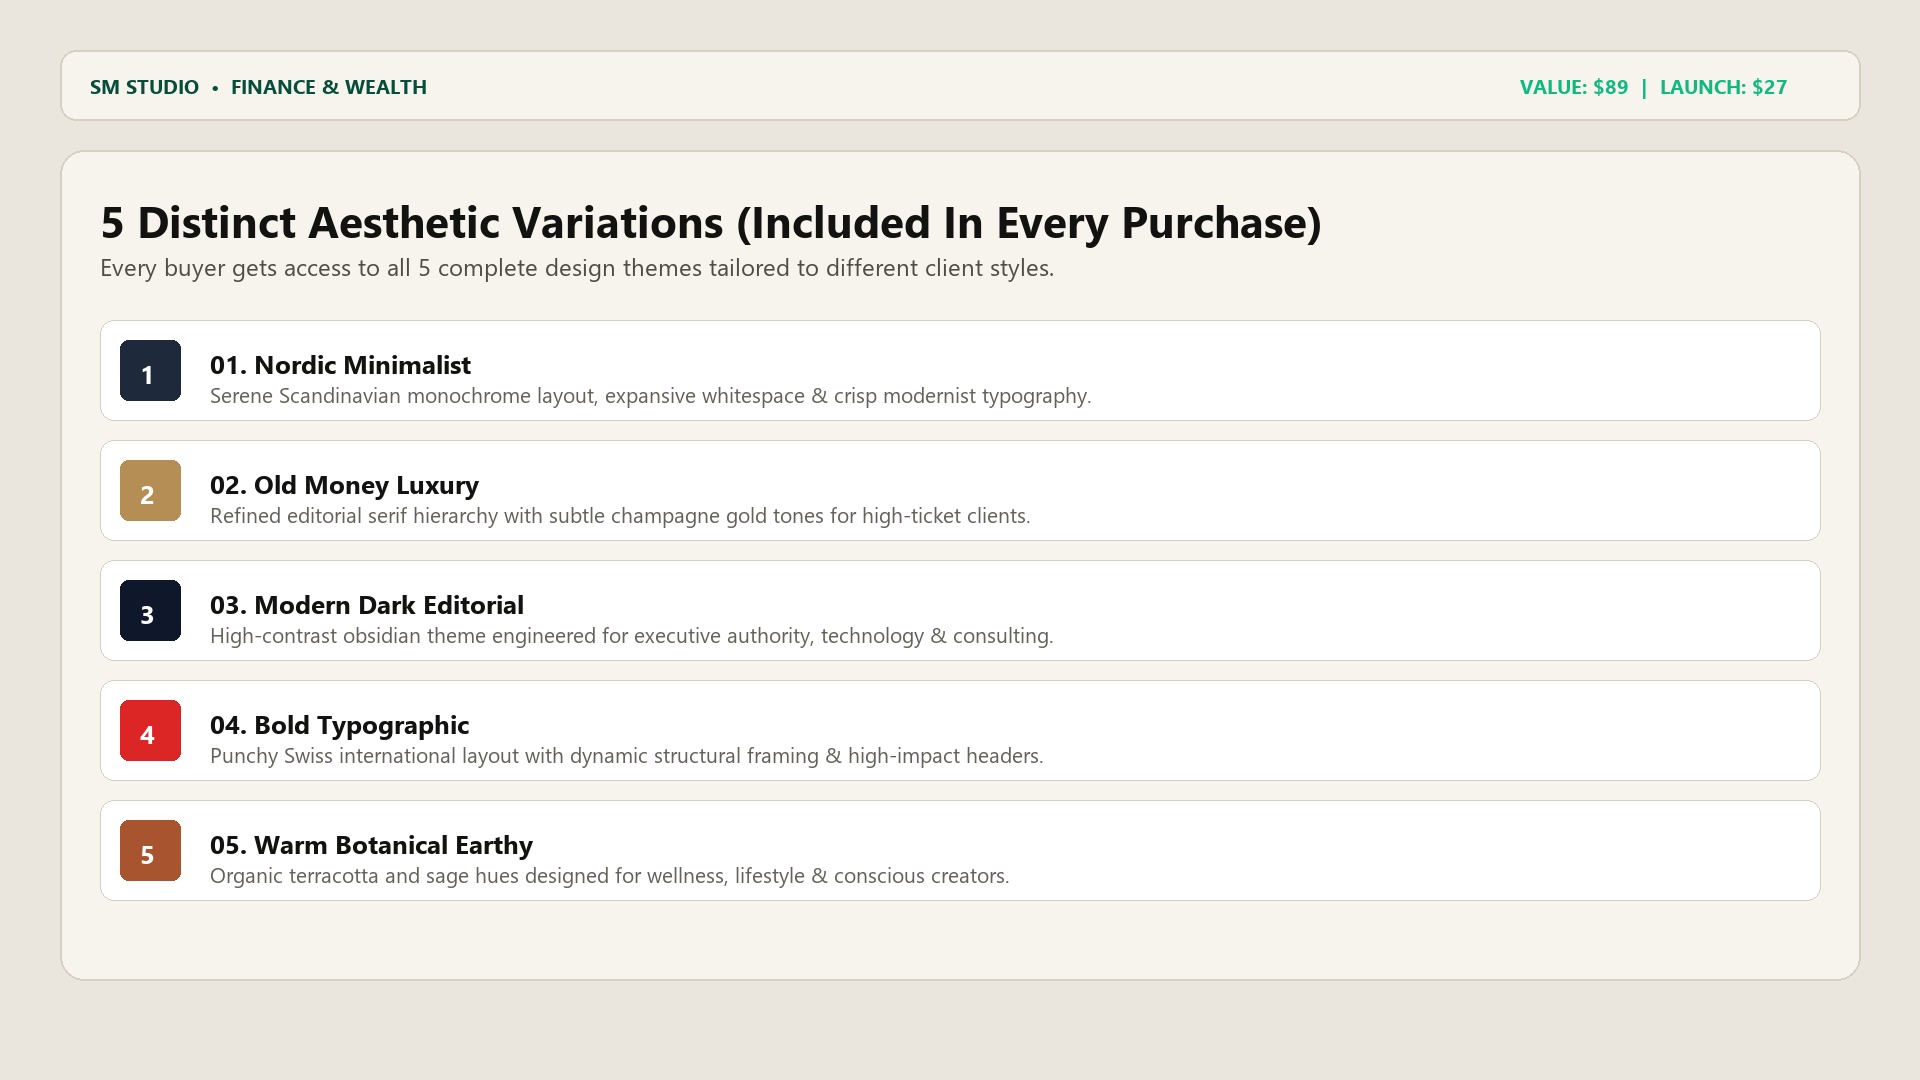 SM STUDIO • FINANCE & WEALTH
VALUE: $89 | LAUNCH: $27
5 Distinct Aesthetic Variations (Included In Every Purchase)
Every buyer gets access to all 5 complete design themes tailored to different client styles.
1
01. Nordic Minimalist
Serene Scandinavian monochrome layout, expansive whitespace & crisp modernist typography.
2
02. Old Money Luxury
Refined editorial serif hierarchy with subtle champagne gold tones for high-ticket clients.
3
03. Modern Dark Editorial
High-contrast obsidian theme engineered for executive authority, technology & consulting.
4
04. Bold Typographic
Punchy Swiss international layout with dynamic structural framing & high-impact headers.
5
05. Warm Botanical Earthy
Organic terracotta and sage hues designed for wellness, lifestyle & conscious creators.